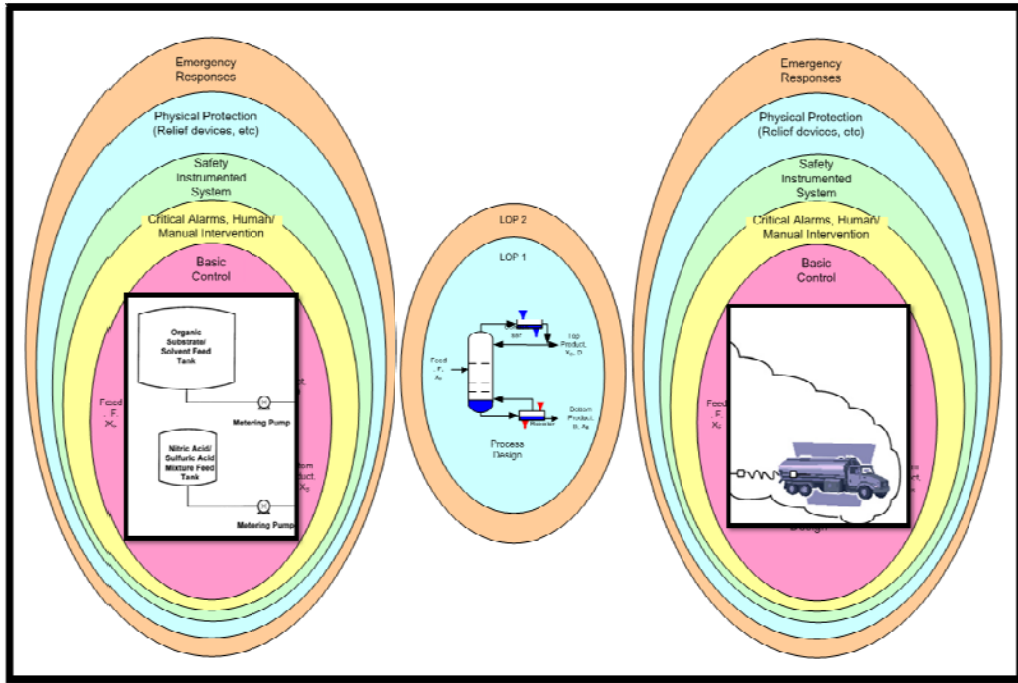 Emergency
Responses
Physical Protection
(Relief devices, etc)
Safety
Instrumented
System
Critical Alarms, Human/
Manual Intervention
Basic
Control
Organic
Substrate/
Solvent Feed
Tank
Metering Pump
Nitric Acid/
Sulfuric Acid
Mixture Feed
Tank
Metering Pump
Feed
, F,
LOP 2
LOP 1
Feed
, F,
Top
Product,
Bottom
Product,
Process
Design
Emergency
Responses
Physical Protection
(Relief devices, etc)
Safety
Instrumented
System
Critical Alarms, Human/
Manual Intervention
Basic
Control
Feed
, F,
Design